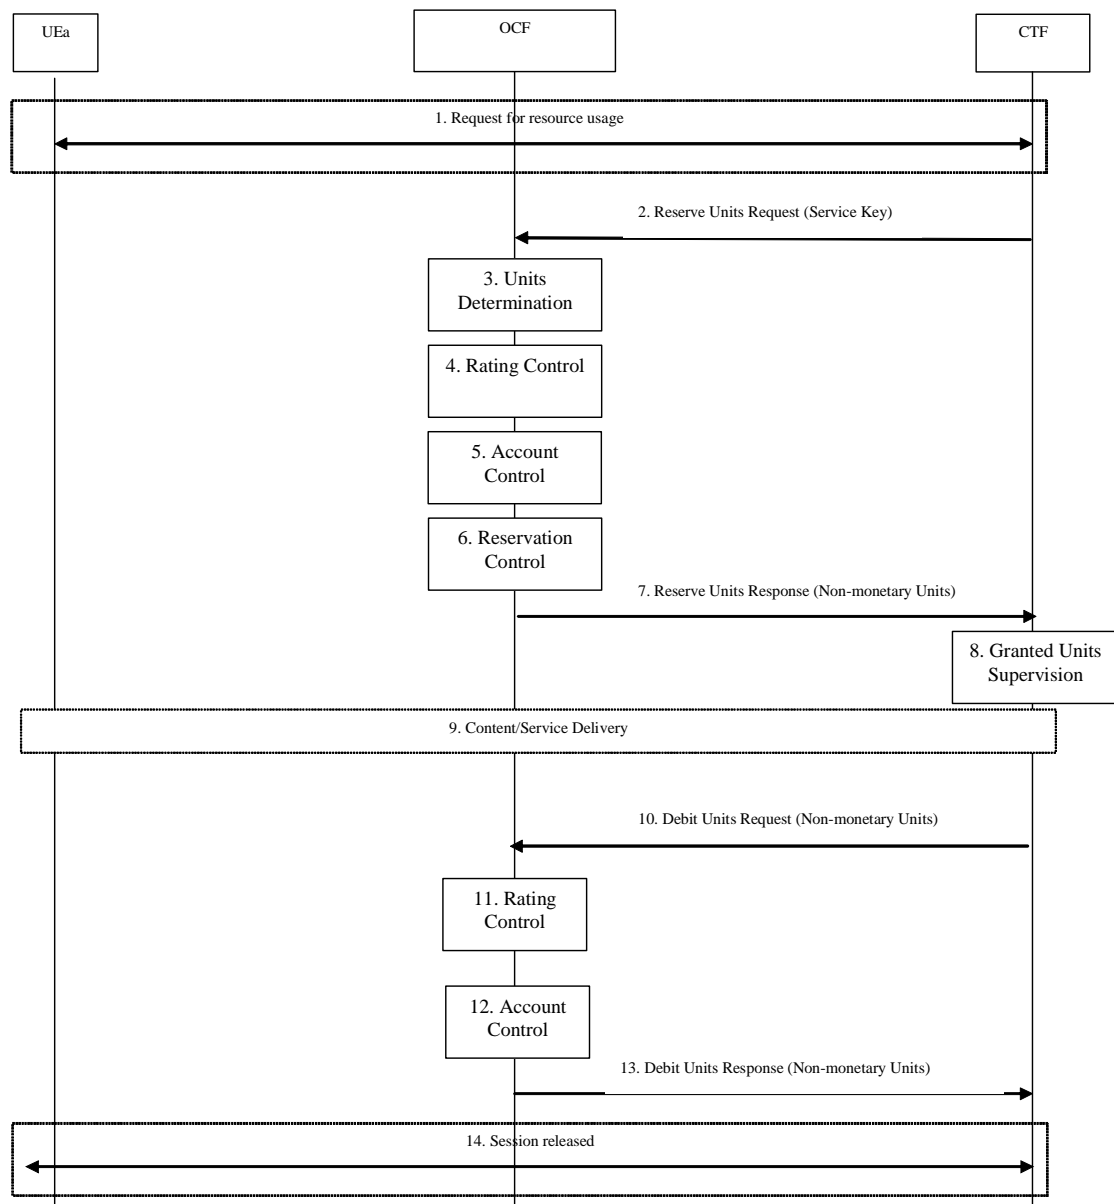 UEa
OCF
CTF
1. Request for resource usage
2. Reserve Units Request (Service Key)
3. Units
Determination
4. Rating Control
5. Account
Control
6. Reservation
Control
7. Reserve Units Response (Non-monetary Units)
8. Granted Units
Supervision
9. Content/Service Delivery
10. Debit Units Request (Non-monetary Units)
11. Rating
Control
12. Account
Control
13. Debit Units Response (Non-monetary Units)
14. Session released